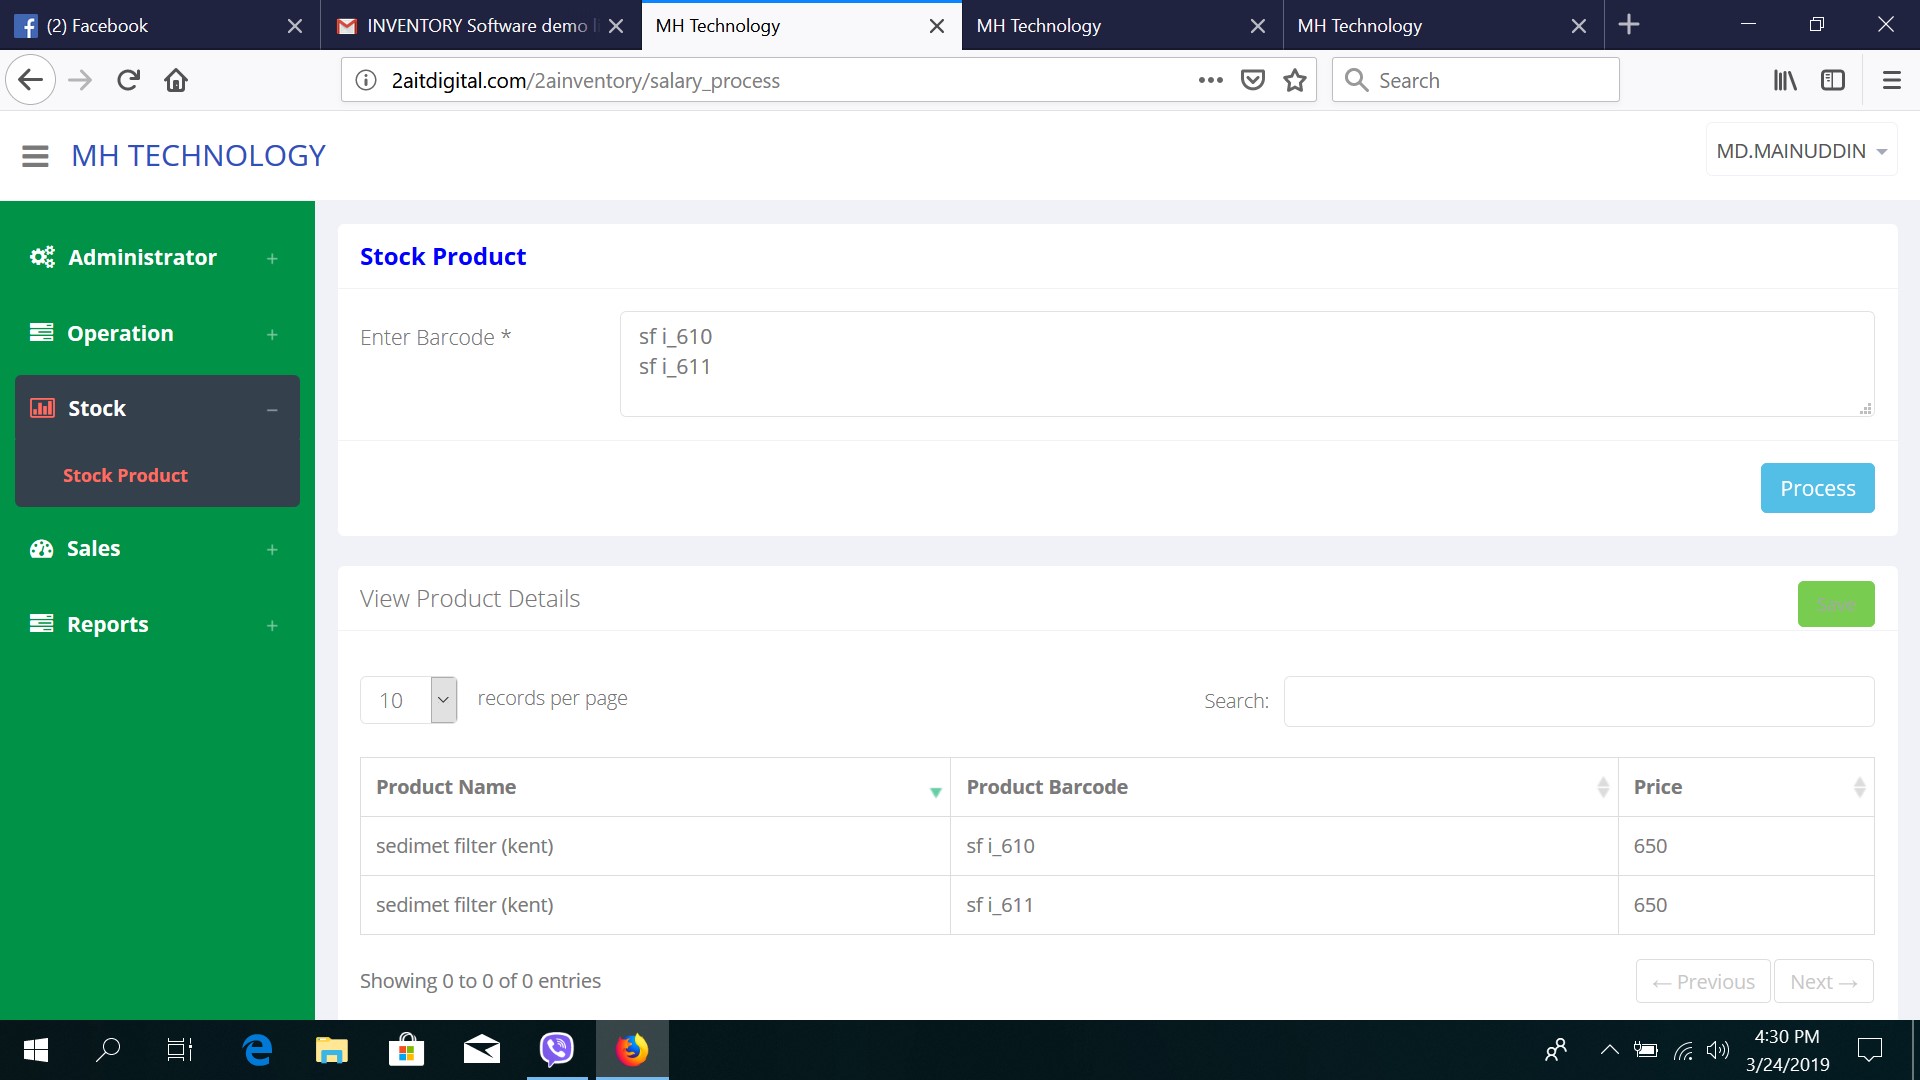 (2) Facebook
INVENTORY Software demo li
MH Technology
MH Technology
MH Technology
2aitdigital.com/2ainventory/salary_process
Search
MH TECHNOLOGY
MD.MAINUDDIN
Administrator +
Operation +
Stock –
Stock Product
Sales +
Reports +
Stock Product
Enter Barcode *
sf i_610
sf i_611
Process
View Product Details
Save
10 records per page
Search:
Product Name Product Barcode Price
sedimet filter (kent) sf i_610 650
sedimet filter (kent) sf i_611 650
Showing 0 to 0 of 0 entries
← Previous Next →
4:30 PM
3/24/2019